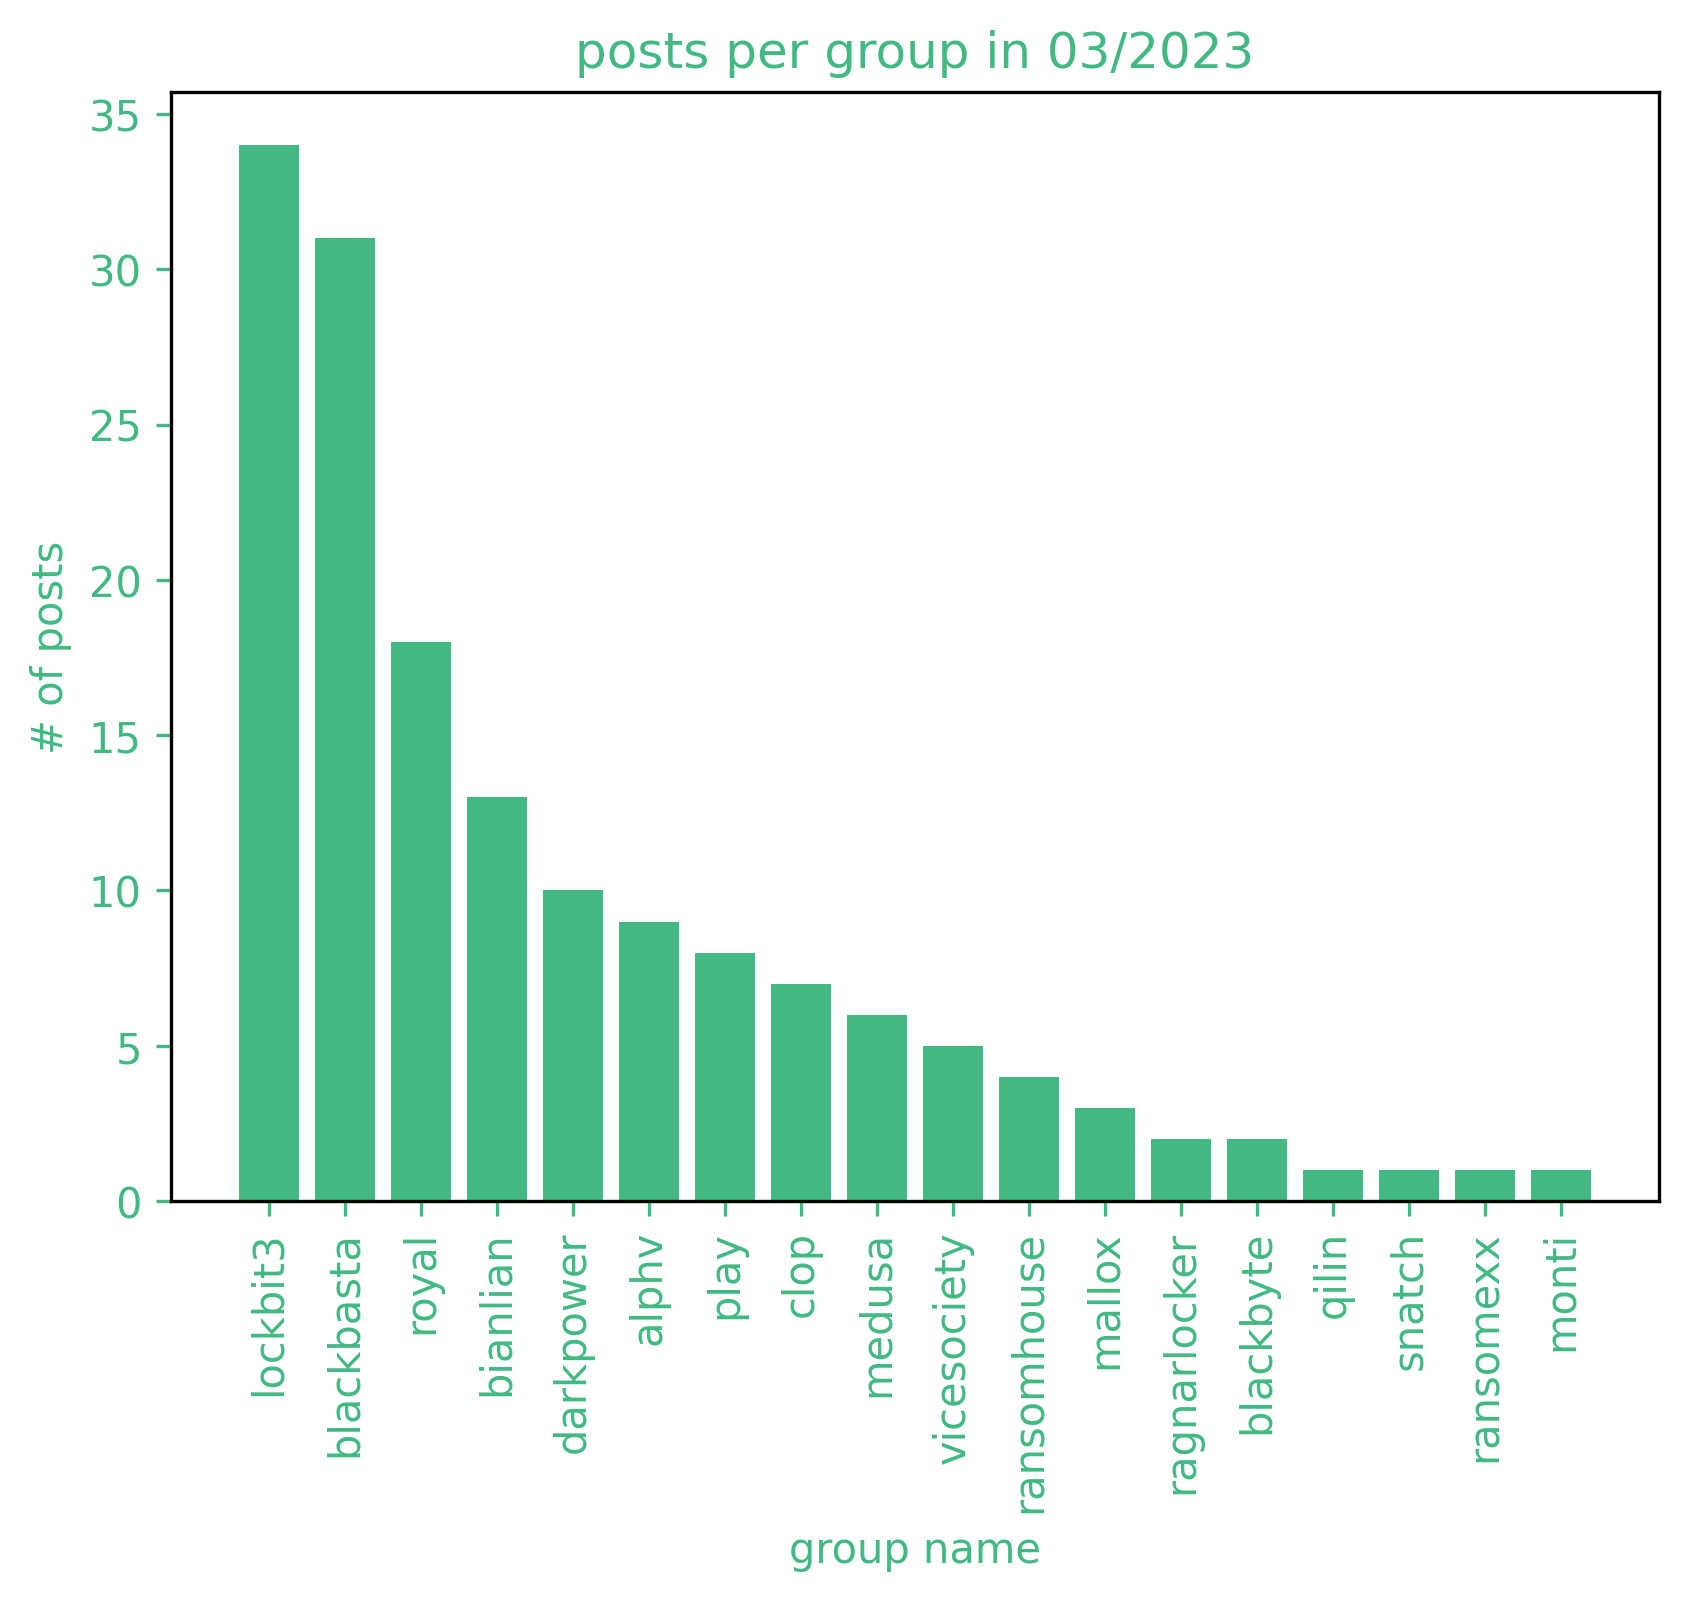 posts per group in 03/2023
35
30
25
20
15
10
5
0
# of posts
lockbit3
blackbasta
royal
bianlian
darkpower
alphv
play
clop
medusa
vicesociety
ransomhouse
mallox
ragnarlocker
blackbyte
qilin
snatch
ransomexx
monti
group name